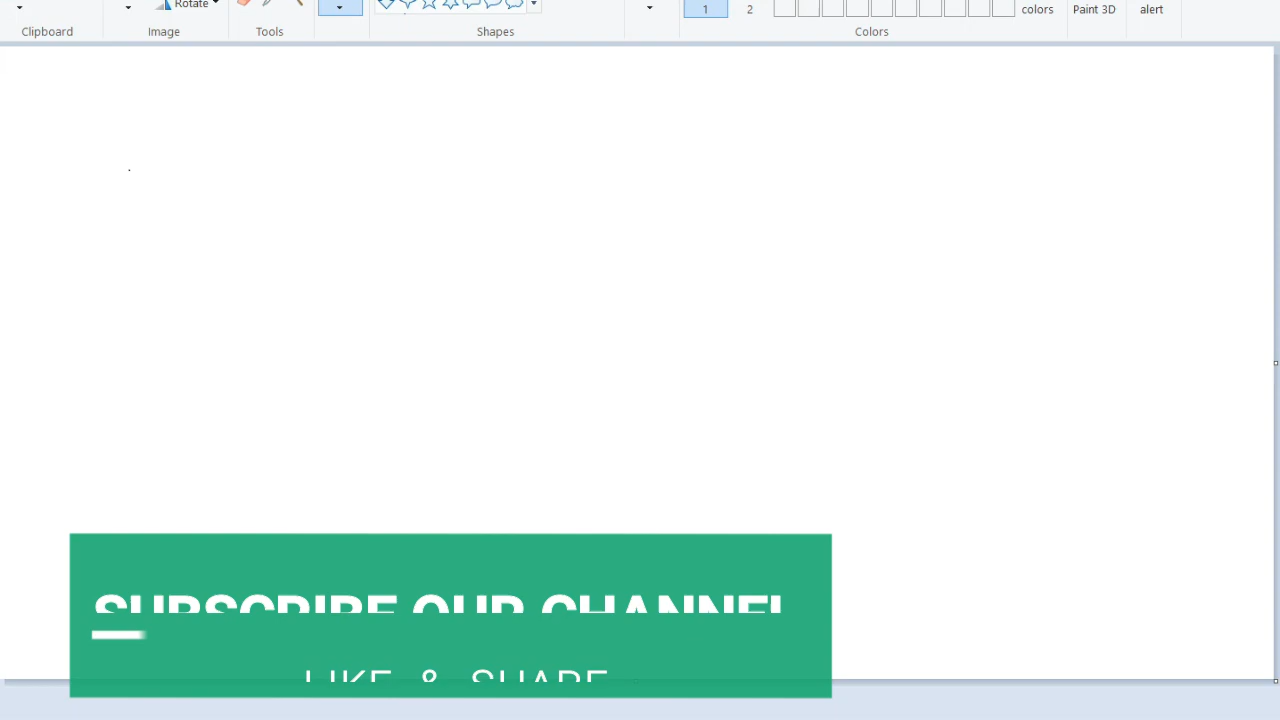 Rotate
1 2 colors Paint 3D alert
Clipboard Image Tools Shapes Colors
SUBSCRIBE OUR CHANNEL
LIKE & SHARE